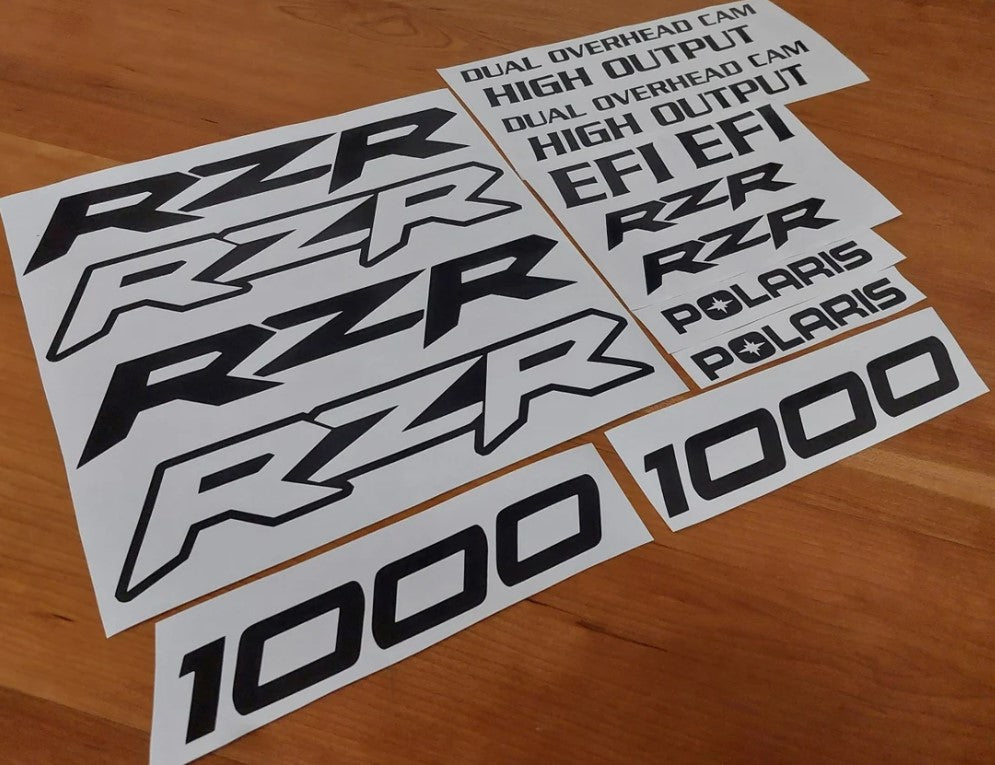 RZR
RZR
RZR
RZR
DUAL OVERHEAD CAM
HIGH OUTPUT
DUAL OVERHEAD CAM
HIGH OUTPUT
EFI EFI
RZR
RZR
POLARIS
POLARIS
1000
1000